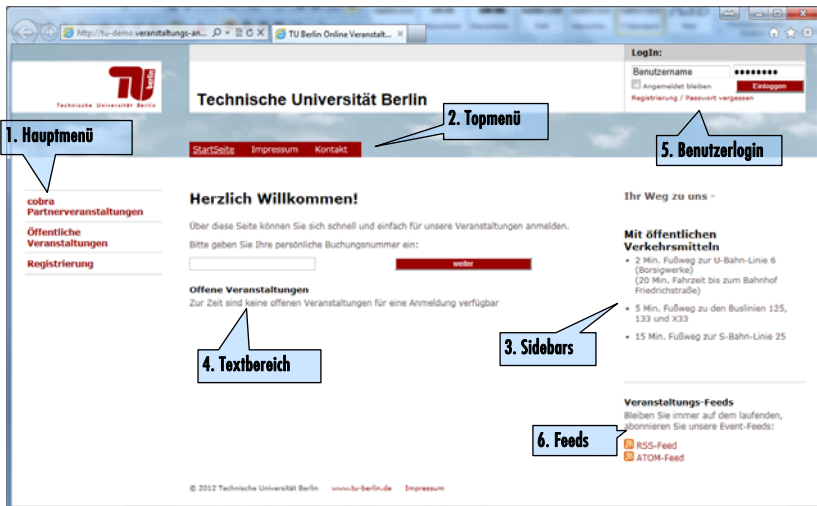 http://tu-demo.veranstaltungs-an...
TU Berlin Online Veranstalt...
LogIn:
Benutzername
Angemeldet bleiben
Einloggen
Registrierung / Passwort vergessen
berlin
Technische Universität Berlin
Technische Universität Berlin
1. Hauptmenü
2. Topmenü
5. Benutzerlogin
StartSeite Impressum Kontakt
cobra
Partnerveranstaltungen
Öffentliche
Veranstaltungen
Registrierung
Herzlich Willkommen!
Über diese Seite können Sie sich schnell und einfach für unsere Veranstaltungen anmelden.
Bitte geben Sie Ihre persönliche Buchungsnummer ein:
weiter
Offene Veranstaltungen
Zur Zeit sind keine offenen Veranstaltungen für eine Anmeldung verfügbar
4. Textbereich
Ihr Weg zu uns -
Mit öffentlichen
Verkehrsmitteln
• 2 Min. Fußweg zur U-Bahn-Linie 6
(Borsigwerke)
(20 Min. Fahrzeit bis zum Bahnhof
Friedrichstraße)
• 5 Min. Fußweg zu den Buslinien 125,
133 und X33
• 15 Min. Fußweg zur S-Bahn-Linie 25
3. Sidebars
Veranstaltungs-Feeds
Bleiben Sie immer auf dem laufenden,
abonnieren Sie unsere Event-Feeds:
RSS-Feed
ATOM-Feed
6. Feeds
© 2012 Technische Universität Berlin www.tu-berlin.de Impressum